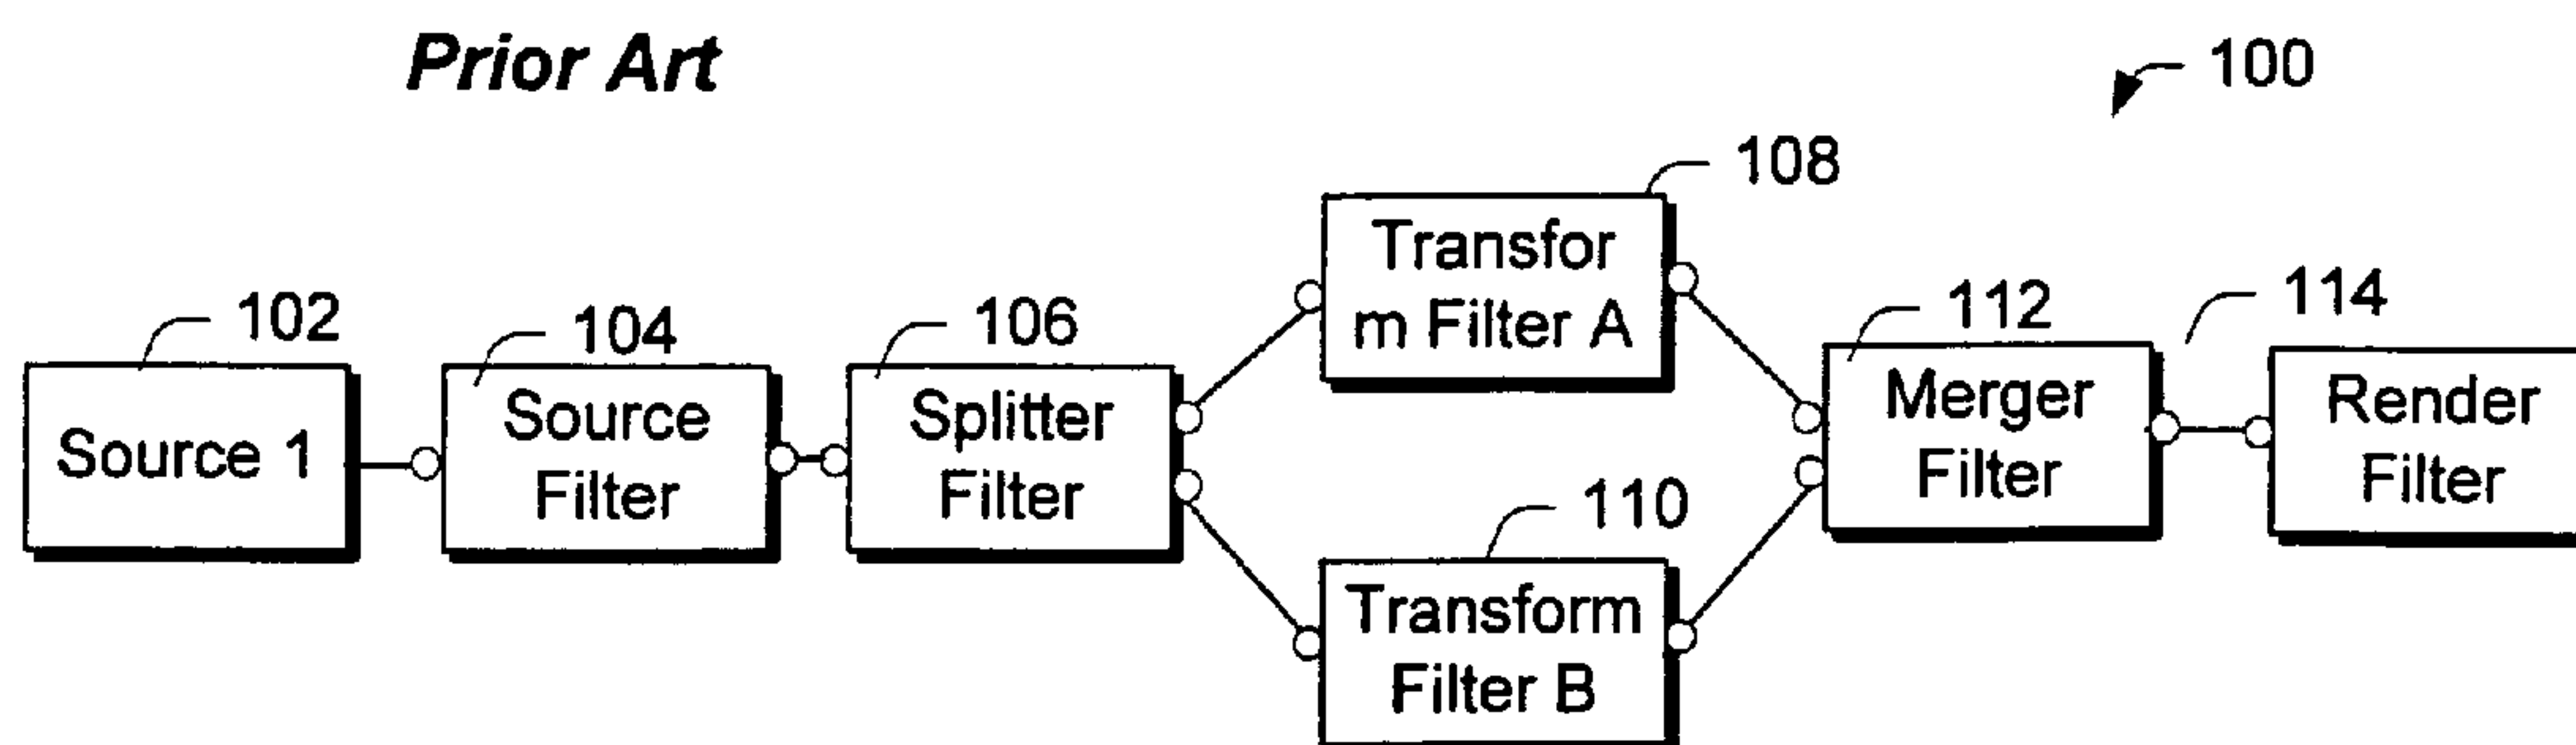 Prior Art
100
108
Transfor
m Filter A
102
104
106
112
114
Source 1
Source
Filter
Splitter
Filter
Merger
Filter
Render
Filter
110
Transform
Filter B